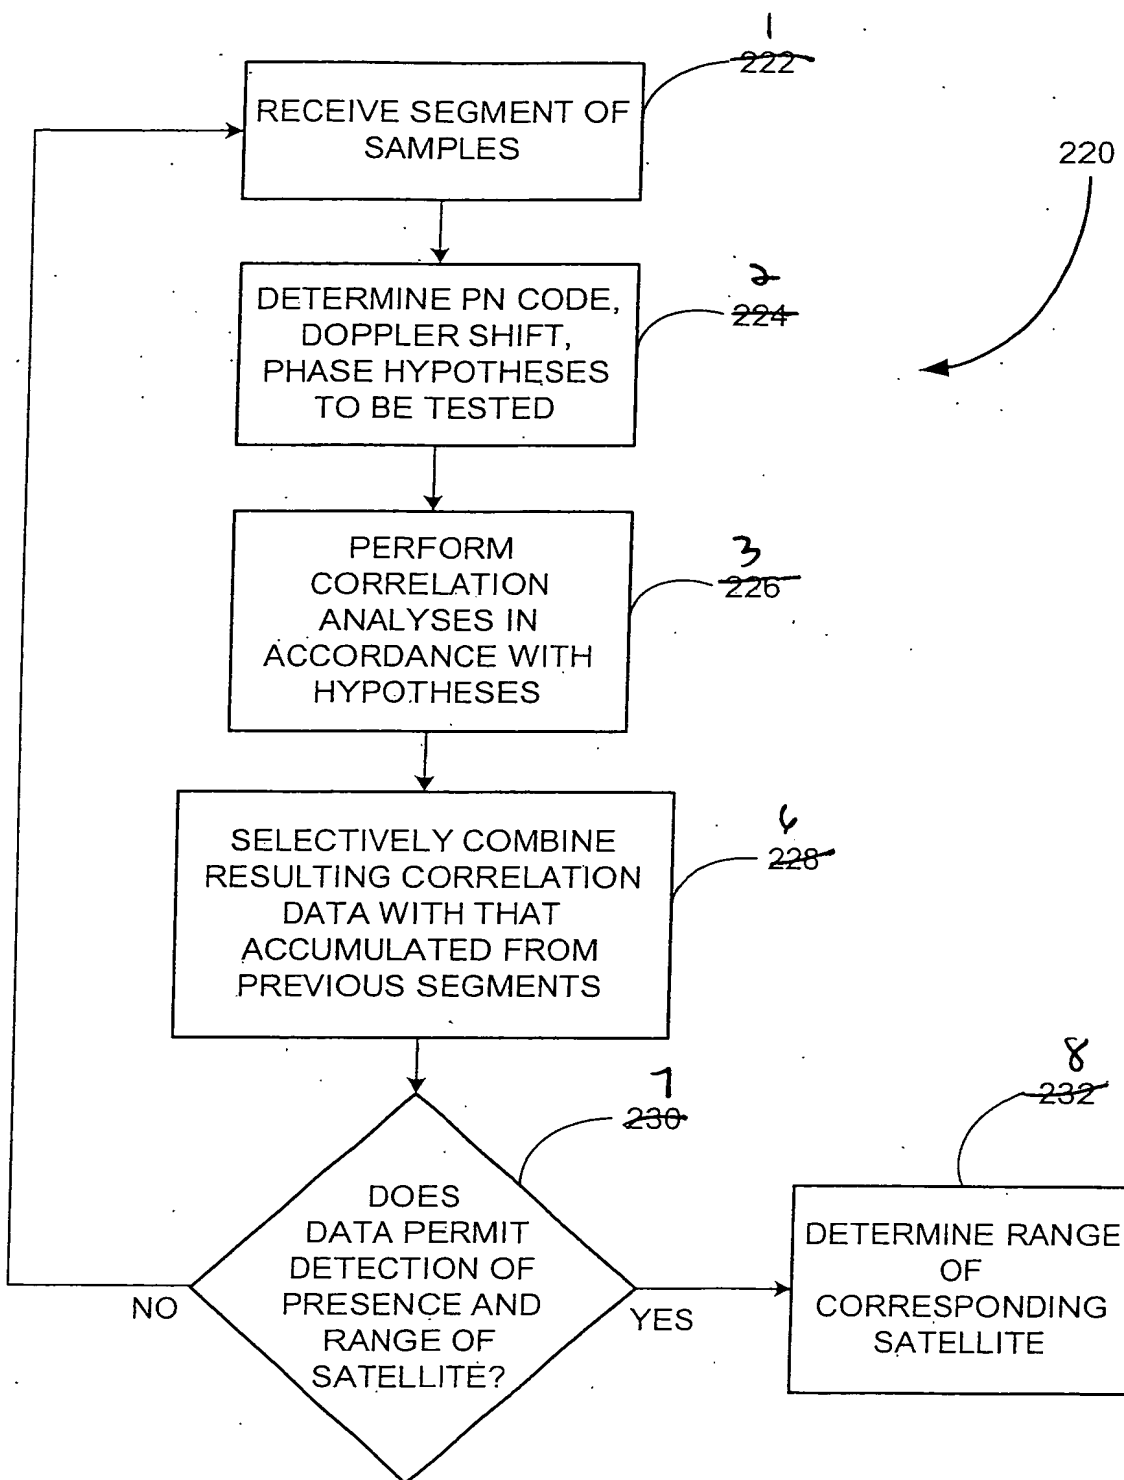 1
222
RECEIVE SEGMENT OF
SAMPLES
220
2
224
DETERMINE PN CODE,
DOPPLER SHIFT,
PHASE HYPOTHESES
TO BE TESTED
3
226
PERFORM
CORRELATION
ANALYSES IN
ACCORDANCE WITH
HYPOTHESES
6
228
SELECTIVELY COMBINE
RESULTING CORRELATION
DATA WITH THAT
ACCUMULATED FROM
PREVIOUS SEGMENTS
7
230
DOES
DATA PERMIT
DETECTION OF
PRESENCE AND
RANGE OF
SATELLITE?
NO
YES
8
232
DETERMINE RANGE
OF
CORRESPONDING
SATELLITE